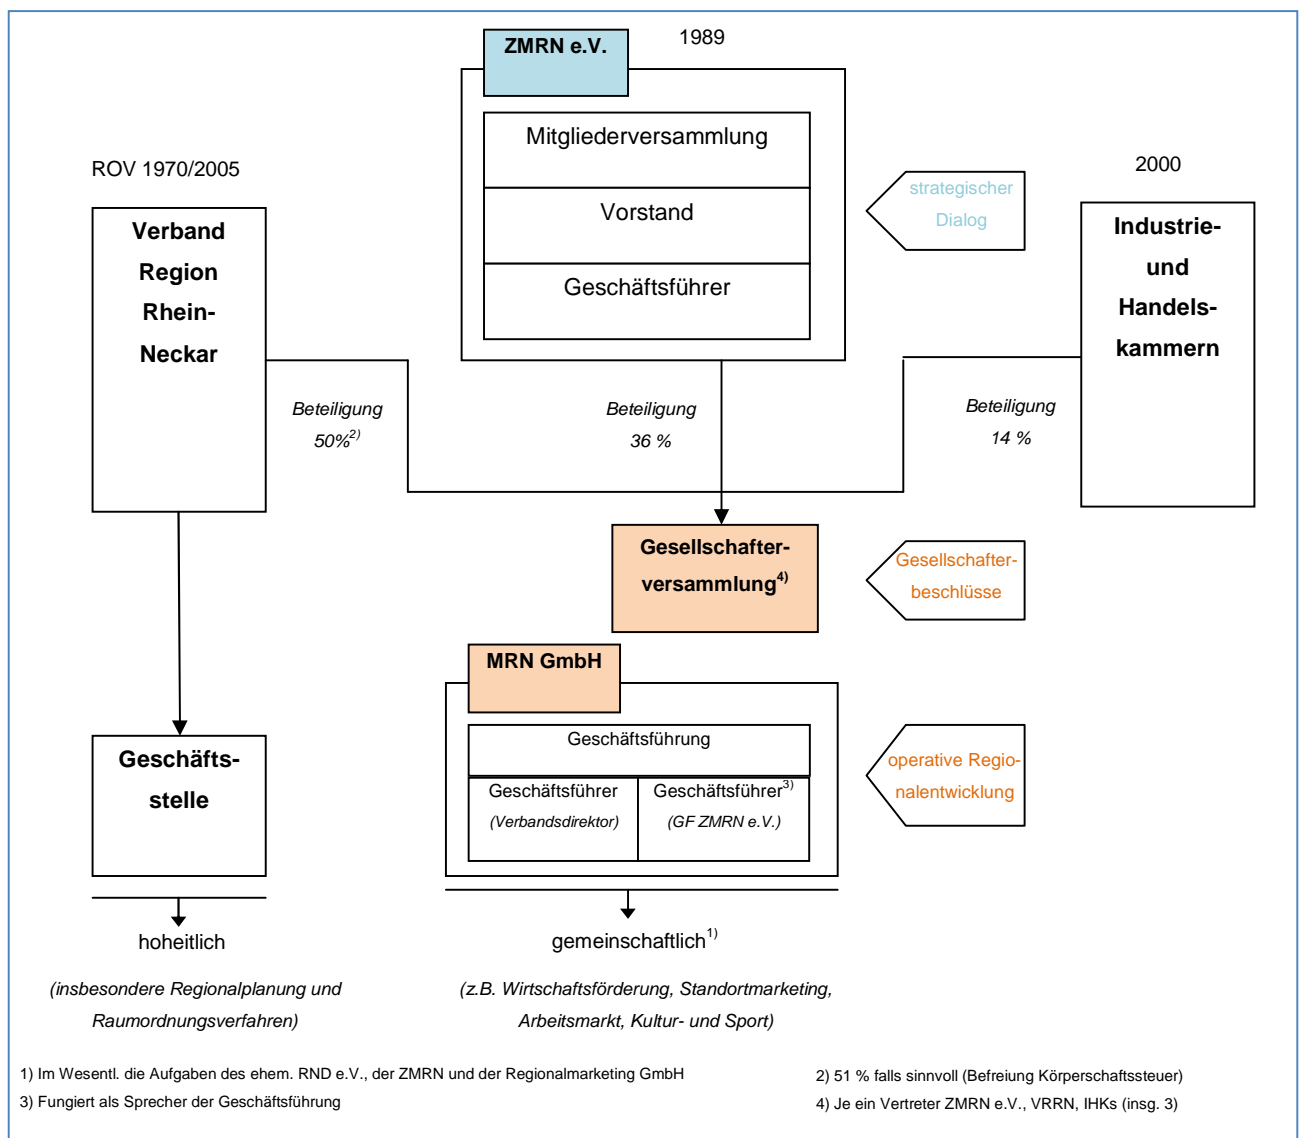 ZMRN e.V.
1989
Mitgliederversammlung
Vorstand
Geschäftsführer
strategischer
Dialog
ROV 1970/2005
Verband
Region
Rhein-
Neckar
2000
Industrie-
und
Handels-
kammern
Beteiligung
50%2)
Beteiligung
36 %
Beteiligung
14 %
Gesellschafter-
versammlung4)
Gesellschafter-
beschlüsse
MRN GmbH
Geschäftsführung
Geschäftsführer
(Verbandsdirektor)
Geschäftsführer3)
(GF ZMRN e.V.)
operative Regio-
nalentwicklung
Geschäfts-
stelle
hoheitlich
(insbesondere Regionalplanung und
Raumordnungsverfahren)
gemeinschaftlich1)
(z.B. Wirtschaftsförderung, Standortmarketing,
Arbeitsmarkt, Kultur- und Sport)
1) Im Wesentl. die Aufgaben des ehem. RND e.V., der ZMRN und der Regionalmarketing GmbH
2) 51 % falls sinnvoll (Befreiung Körperschaftssteuer)
3) Fungiert als Sprecher der Geschäftsführung
4) Je ein Vertreter ZMRN e.V., VRRN, IHKs (insg. 3)